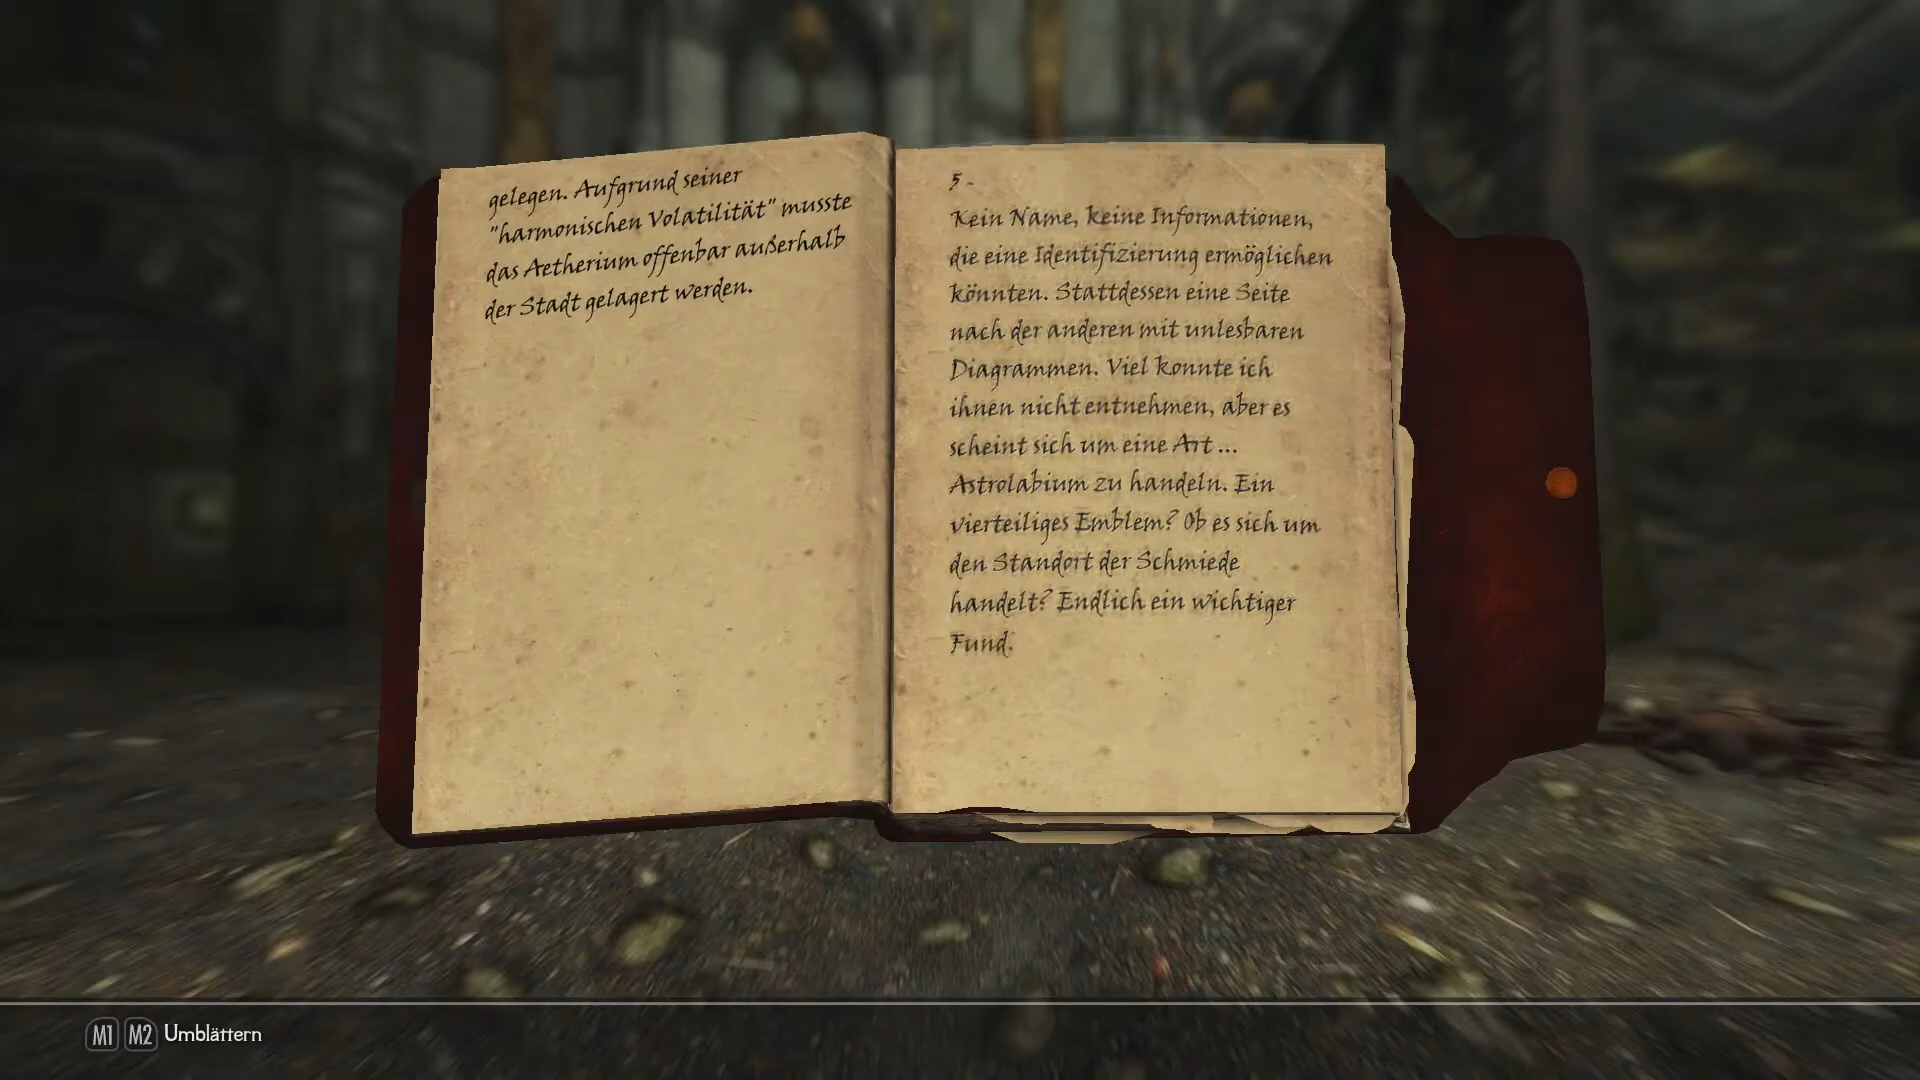 gelegen. Aufgrund seiner
"harmonischen Volatilität" musste
das Aetherium offenbar außerhalb
der Stadt gelagert werden.
5 -
Kein Name, keine Informationen,
die eine Identifizierung ermöglichen
könnten. Stattdessen eine Seite
nach der anderen mit unlesbaren
Diagrammen. Viel konnte ich
ihnen nicht entnehmen, aber es
scheint sich um eine Art ...
Astrolabium zu handeln. Ein
vierteiliges Emblem? Ob es sich um
den Standort der Schmiede
handelt? Endlich ein wichtiger
Fund.
M1 M2 Umblättern